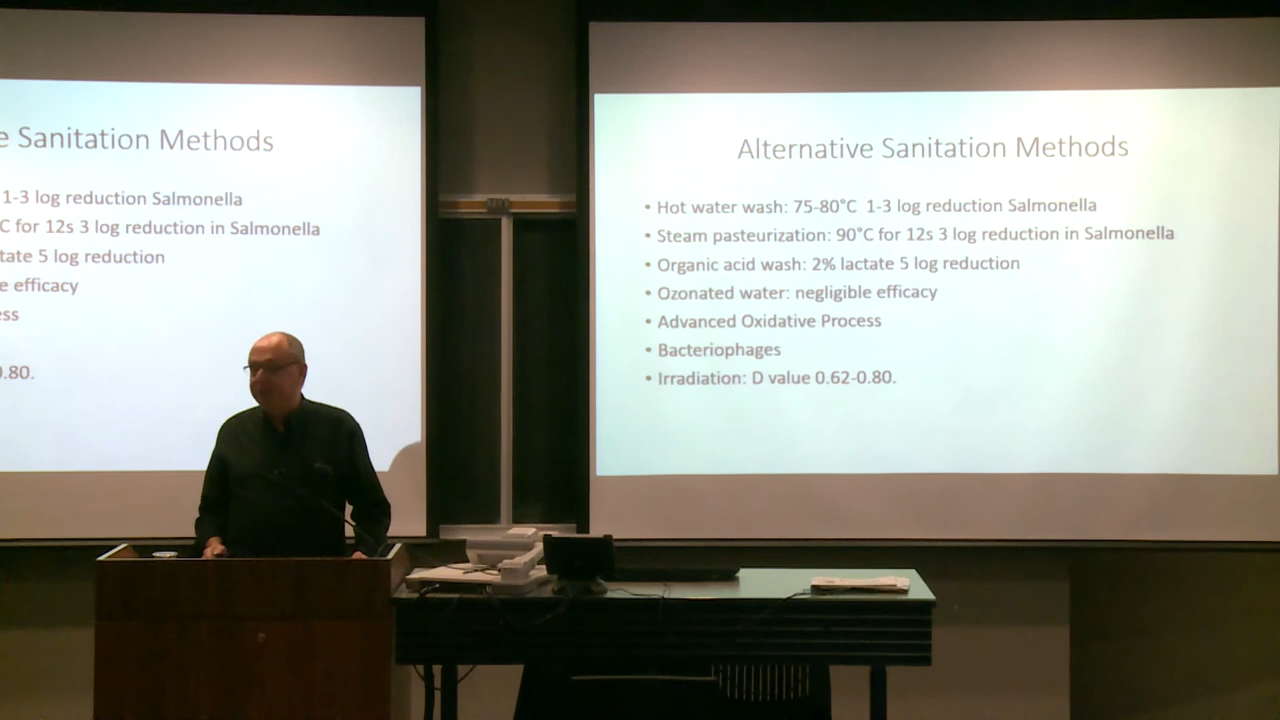 e Sanitation Methods
1-3 log reduction Salmonella
C for 12s 3 log reduction in Salmonella
tate 5 log reduction
e efficacy
ess
0.80.
Alternative Sanitation Methods
• Hot water wash: 75-80°C 1-3 log reduction Salmonella
• Steam pasteurization: 90°C for 12s 3 log reduction in Salmonella
• Organic acid wash: 2% lactate 5 log reduction
• Ozonated water: negligible efficacy
• Advanced Oxidative Process
• Bacteriophages
• Irradiation: D value 0.62-0.80.